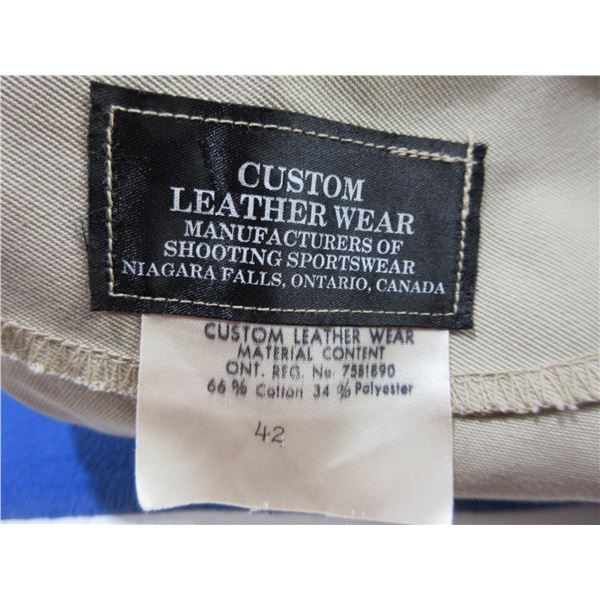 CUSTOM
LEATHER WEAR
MANUFACTURERS OF
SHOOTING SPORTSWEAR
NIAGARA FALLS, ONTARIO, CANADA
CUSTOM LEATHER WEAR
MATERIAL CONTENT
ONT. REG. No. 75B1890
66 % Cotton 34 % Polyester
42